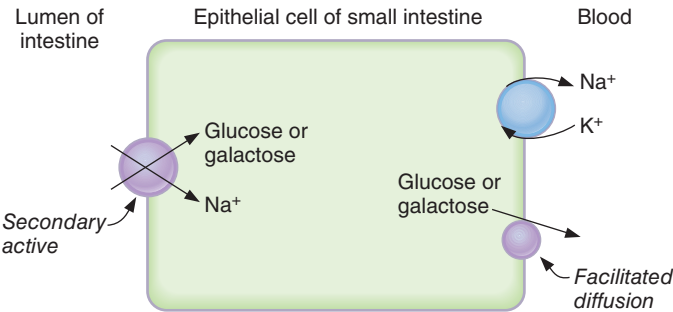 Lumen of
intestine
Epithelial cell of small intestine
Blood
Na+
K+
Glucose or
galactose
Na+
Secondary
active
Glucose or
galactose
Facilitated
diffusion